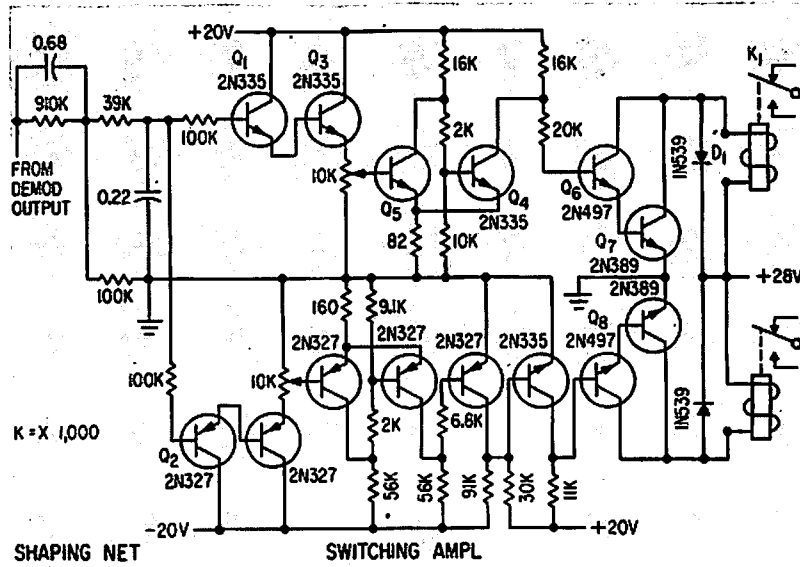 +20V
0.68
Q1
2N335
Q3
2N335
16K
16K
K1
910K
39K
100K
2K
20K
1N539
D1
FROM
DEMOD
OUTPUT
10K
Q5
Q4
2N335
Q6
2N497
0.22
82
10K
Q7
2N389
+28V
100K
160
9.1K
2N389
2N327
2N327
2N327
2N335
2N497
Q8
100K
10K
K = X 1,000
2K
6.8K
1N539
Q2
2N327
2N327
56K
56K
91K
30K
11K
-20V
+20V
SHAPING NET
SWITCHING AMPL